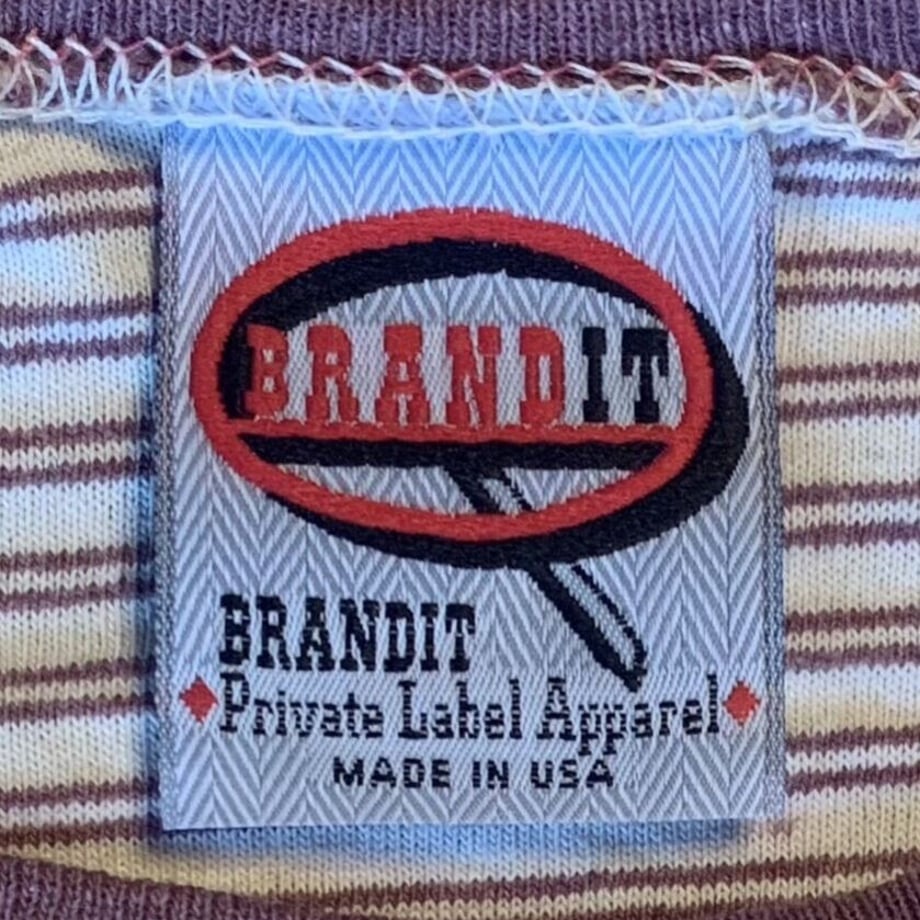 BRANDIT
BRANDIT
Private Label Apparel
MADE IN USA